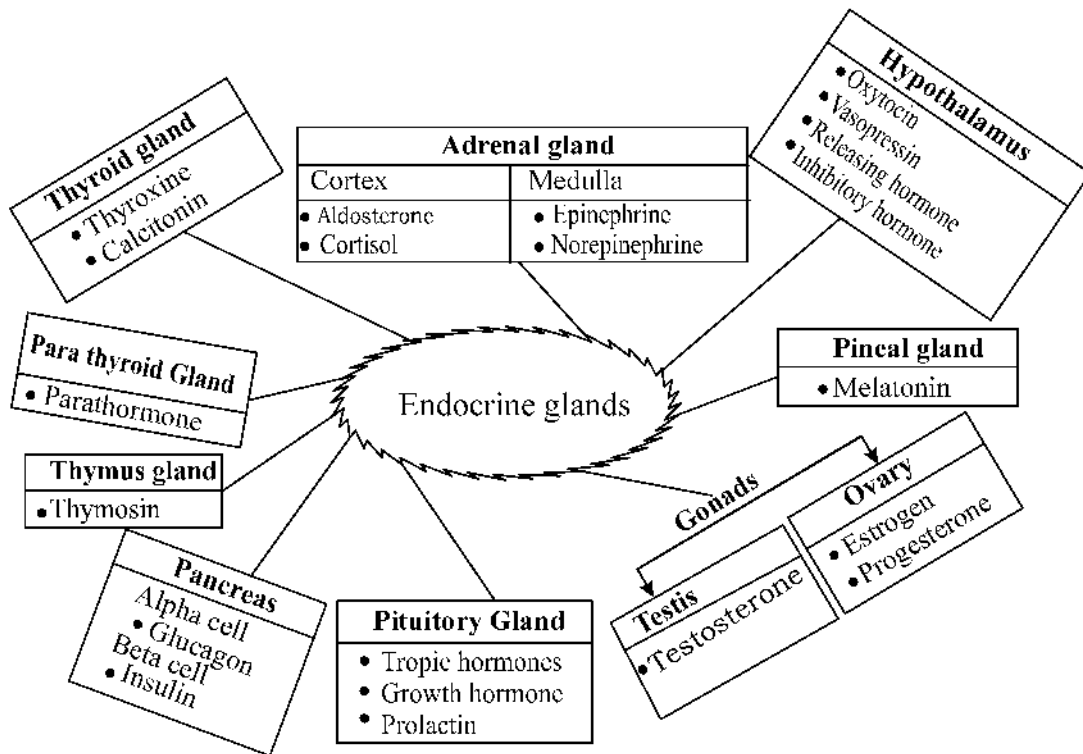 Thyroid gland
• Thyroxine
• Calcitonin
Adrenal gland
Cortex
• Aldosterone
• Cortisol
Medulla
• Epinephrine
• Norepinephrine
Hypothalamus
• Oxytocin
• Vasopressin
• Releasing hormone
• Inhibitory hormone
Para thyroid Gland
• Parathormone
Endocrine glands
Pineal gland
• Melatonin
Thymus gland
• Thymosin
Gonads
Testis
• Testosterone
Ovary
• Estrogen
• Progesterone
Pancreas
Alpha cell
• Glucagon
Beta cell
• Insulin
Pituitory Gland
• Tropic hormones
• Growth hormone
• Prolactin